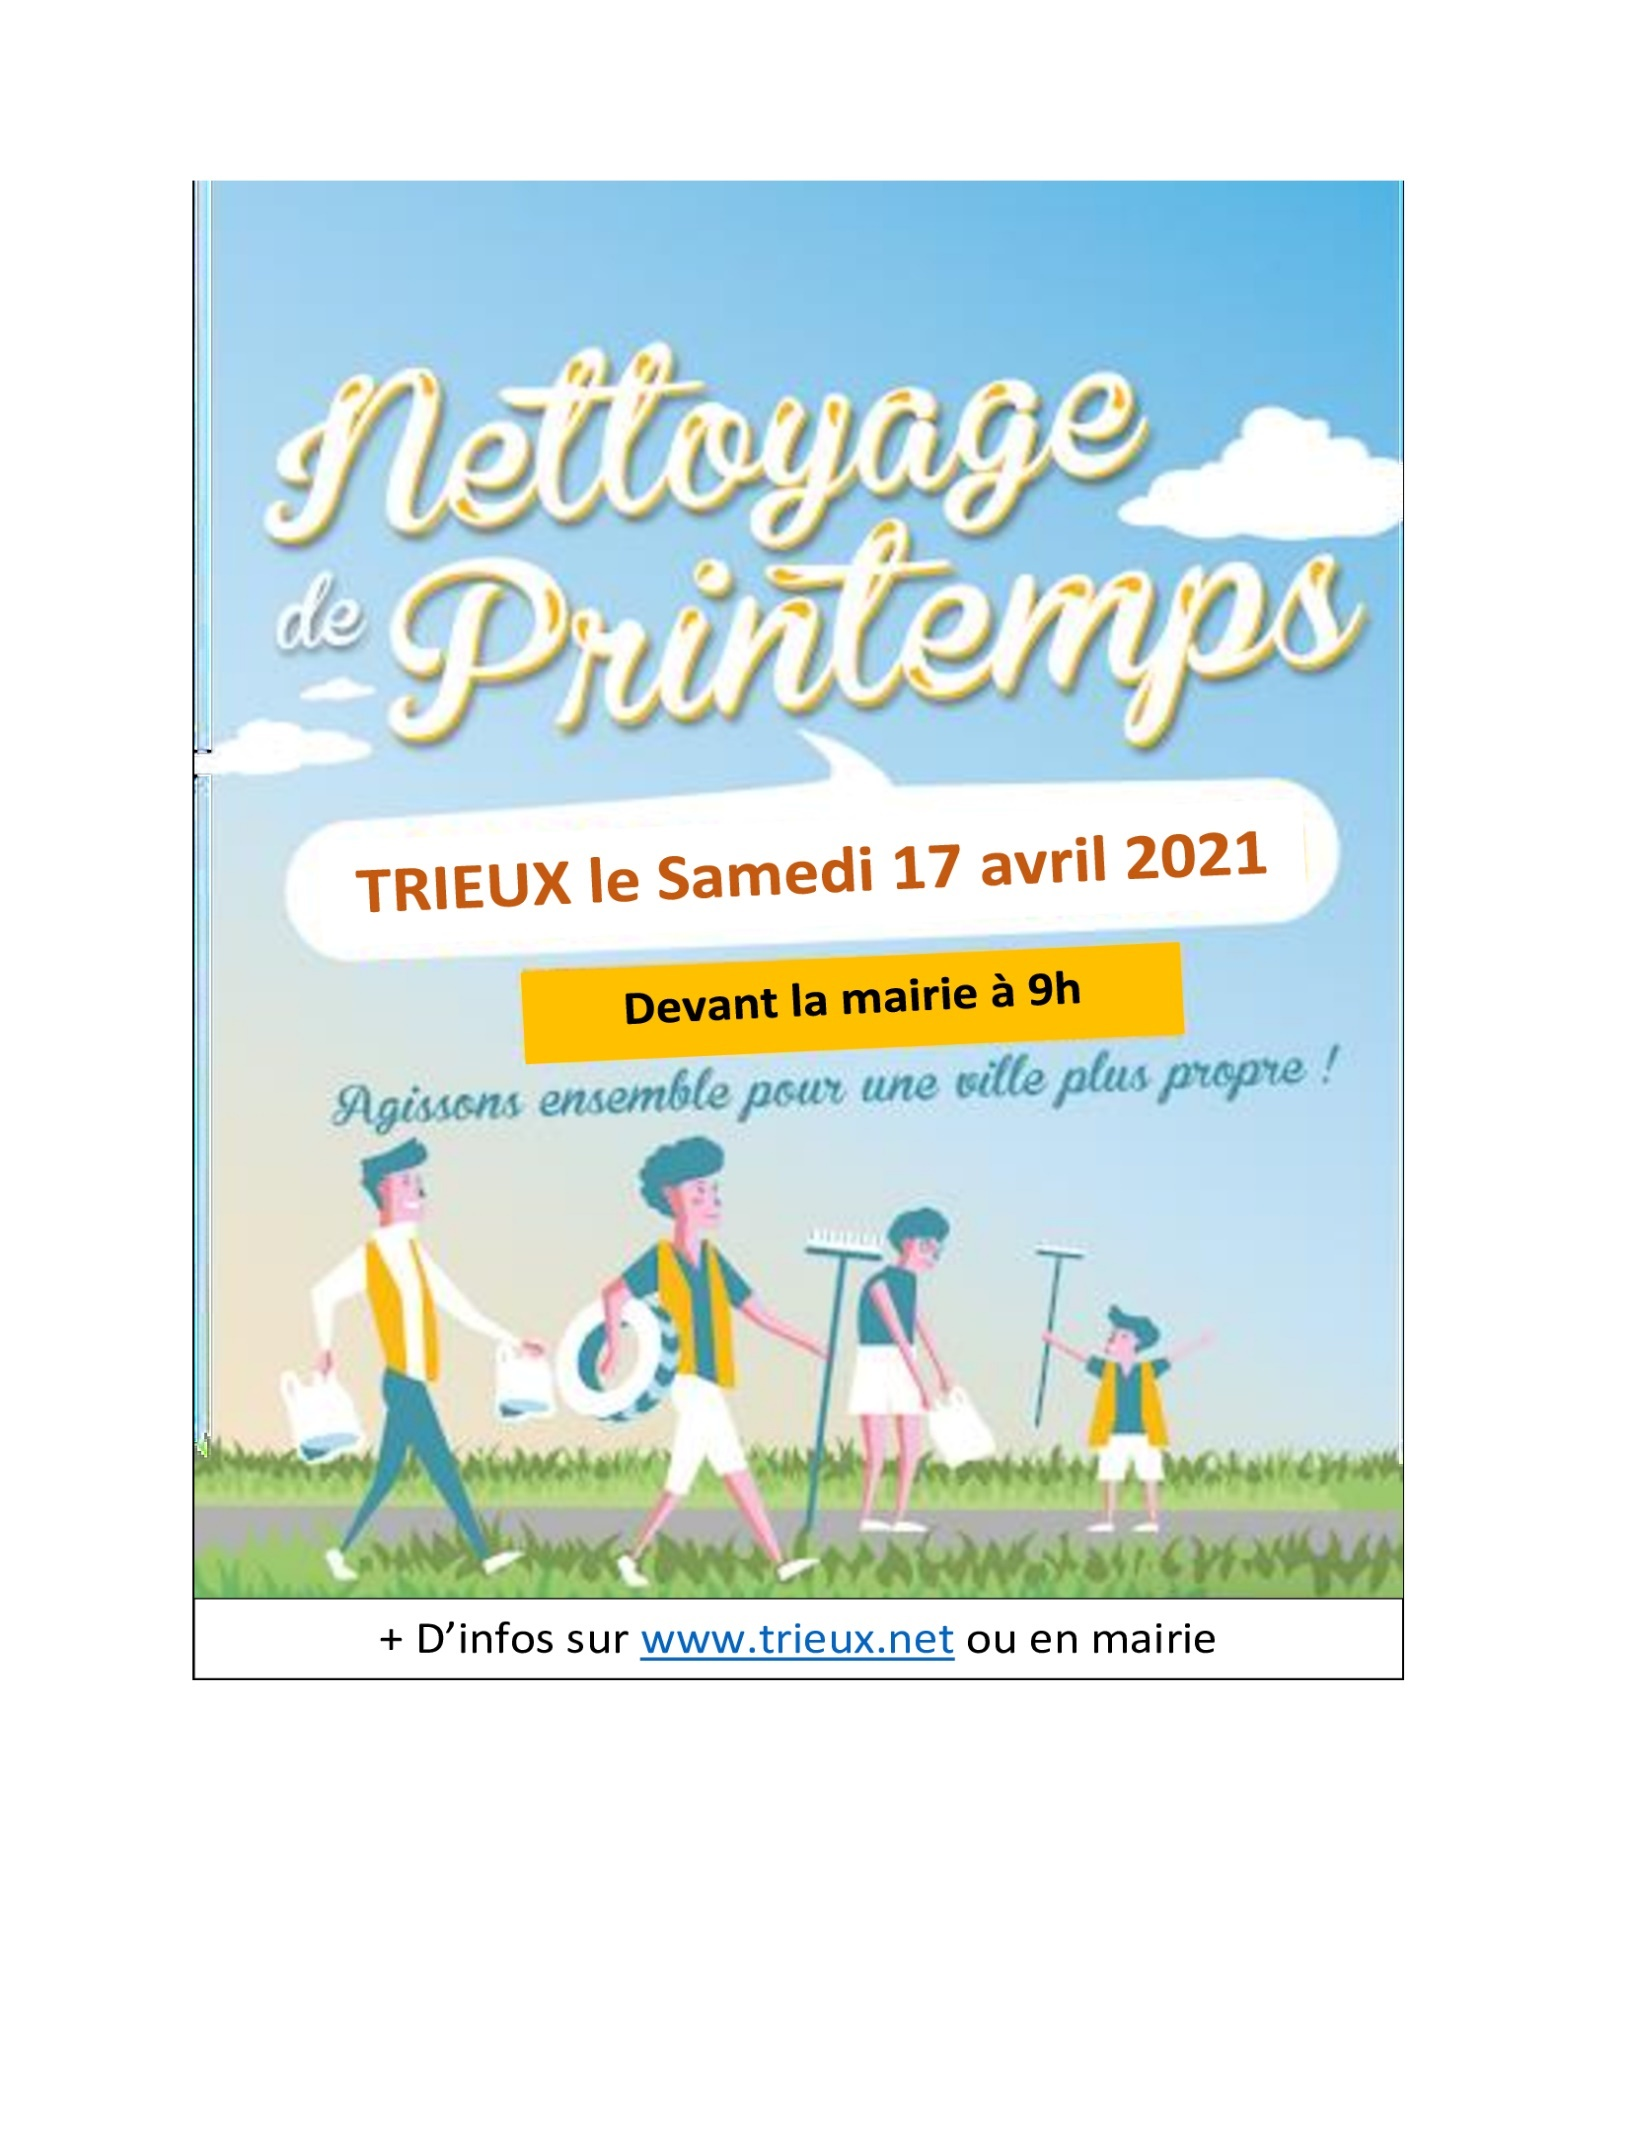 Nettoyage
de Printemps
TRIEUX le Samedi 17 avril 2021
Devant la mairie à 9h
Agissons ensemble pour une ville plus propre !
+ D’infos sur www.trieux.net ou en mairie